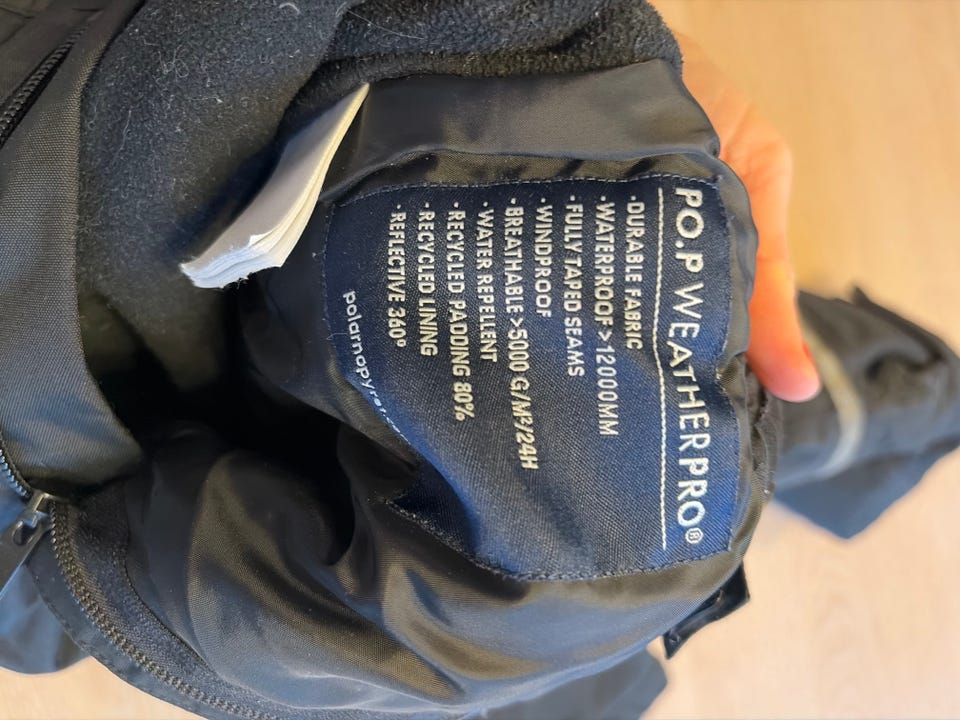 PO.P WEATHERPRO®
·DURABLE FABRIC
·WATERPROOF>12000MM
·FULLY TAPED SEAMS
·WINDPROOF
·BREATHABLE>5000 G/M²/24H
·WATER REPELLENT
·RECYCLED PADDING 80%
·RECYCLED LINING
·REFLECTIVE 360°